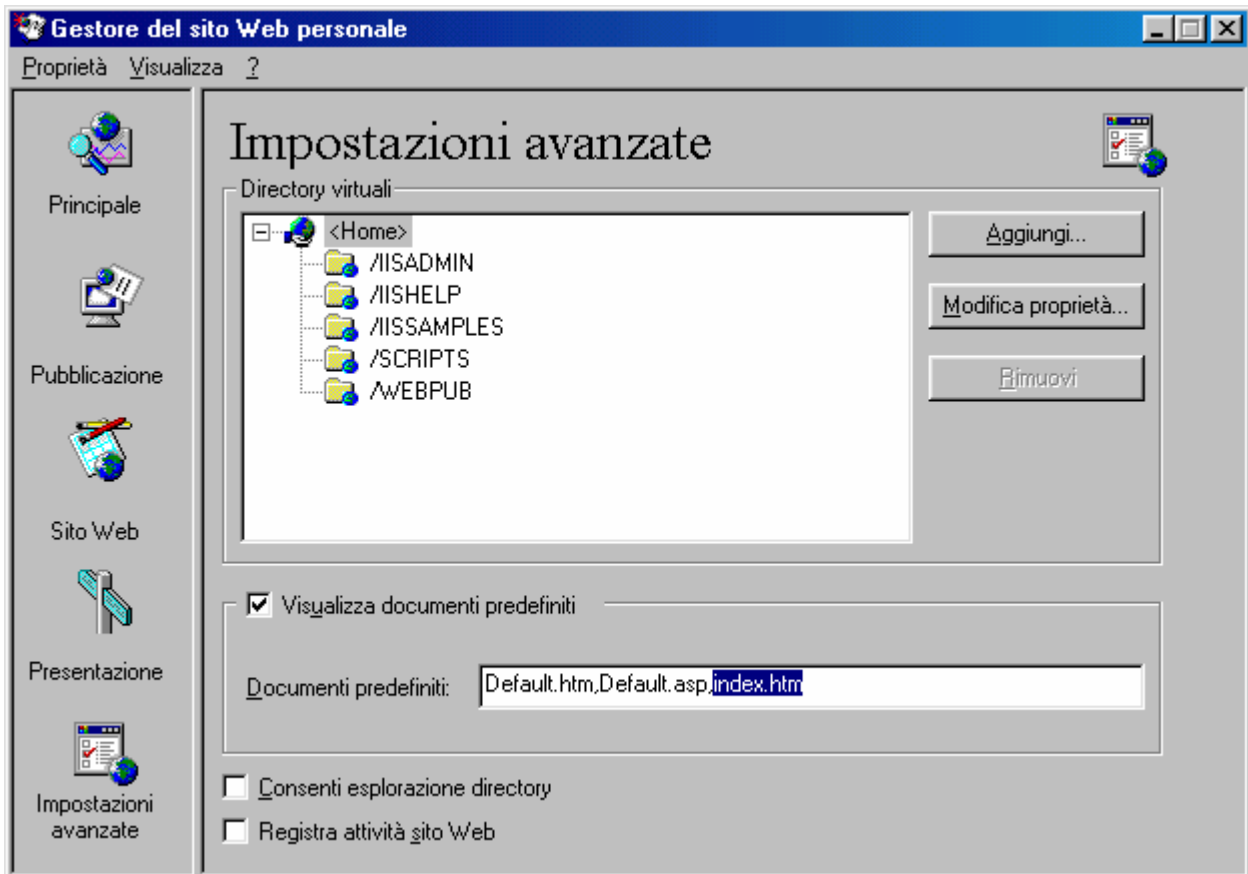 Gestore del sito Web personale
Proprietà Visualizza ?
Principale
Pubblicazione
Sito Web
Presentazione
Impostazioni
avanzate
Impostazioni avanzate
Directory virtuali
<Home>
/IISADMIN
/IISHELP
/IISSAMPLES
/SCRIPTS
/WEBPUB
Aggiungi...
Modifica proprietà...
Rimuovi
Visualizza documenti predefiniti
Documenti predefiniti: Default.htm,Default.asp,index.htm
Consenti esplorazione directory
Registra attività sito Web